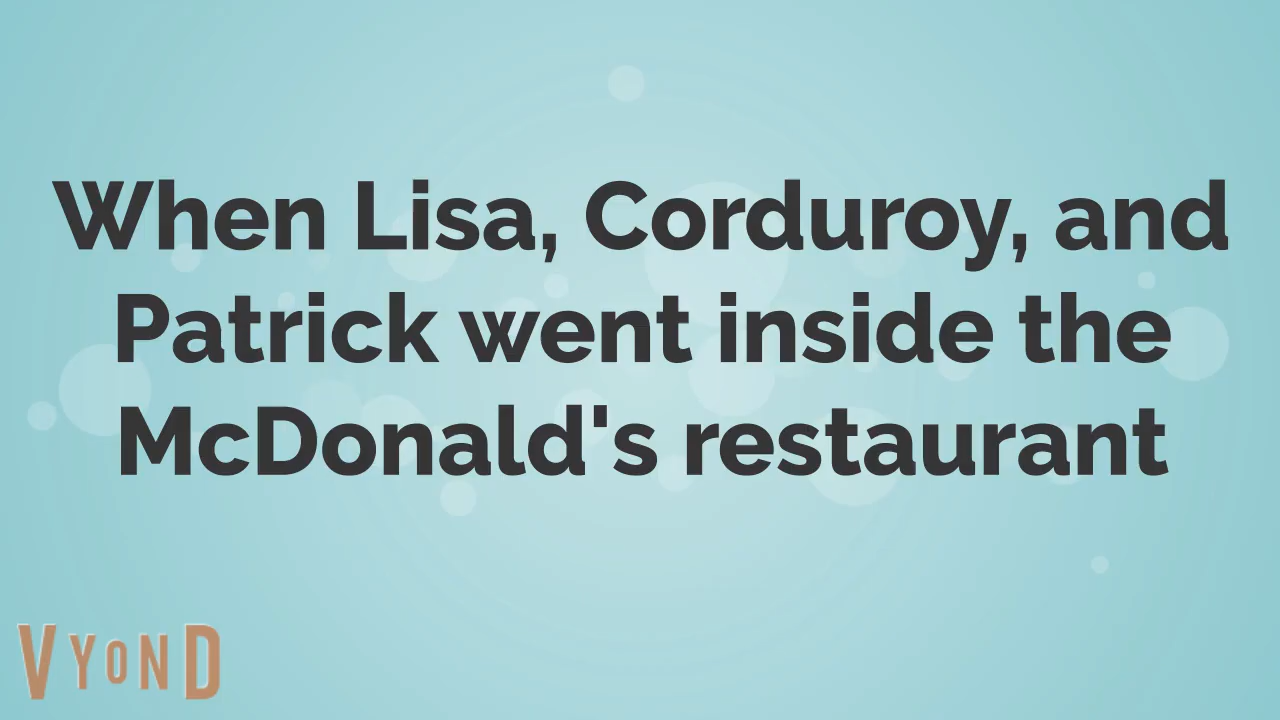 When Lisa, Corduroy, and
Patrick went inside the
McDonald's restaurant
VYOND